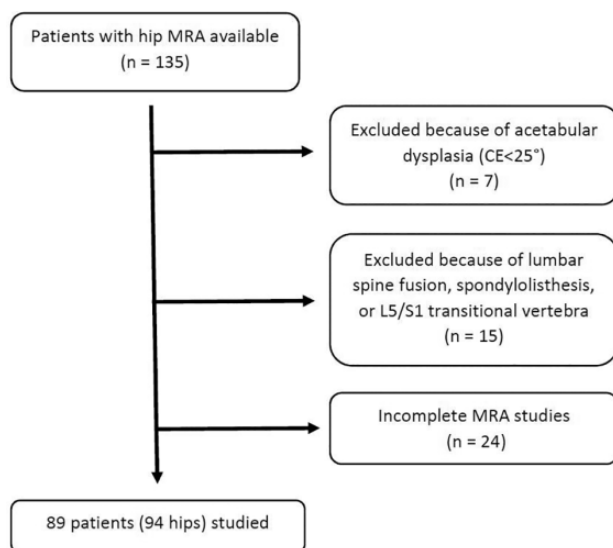 Patients with hip MRA available
(n = 135)
Excluded because of acetabular
dysplasia (CE<25°)
(n = 7)
Excluded because of lumbar
spine fusion, spondylolisthesis,
or L5/S1 transitional vertebra
(n = 15)
Incomplete MRA studies
(n = 24)
89 patients (94 hips) studied